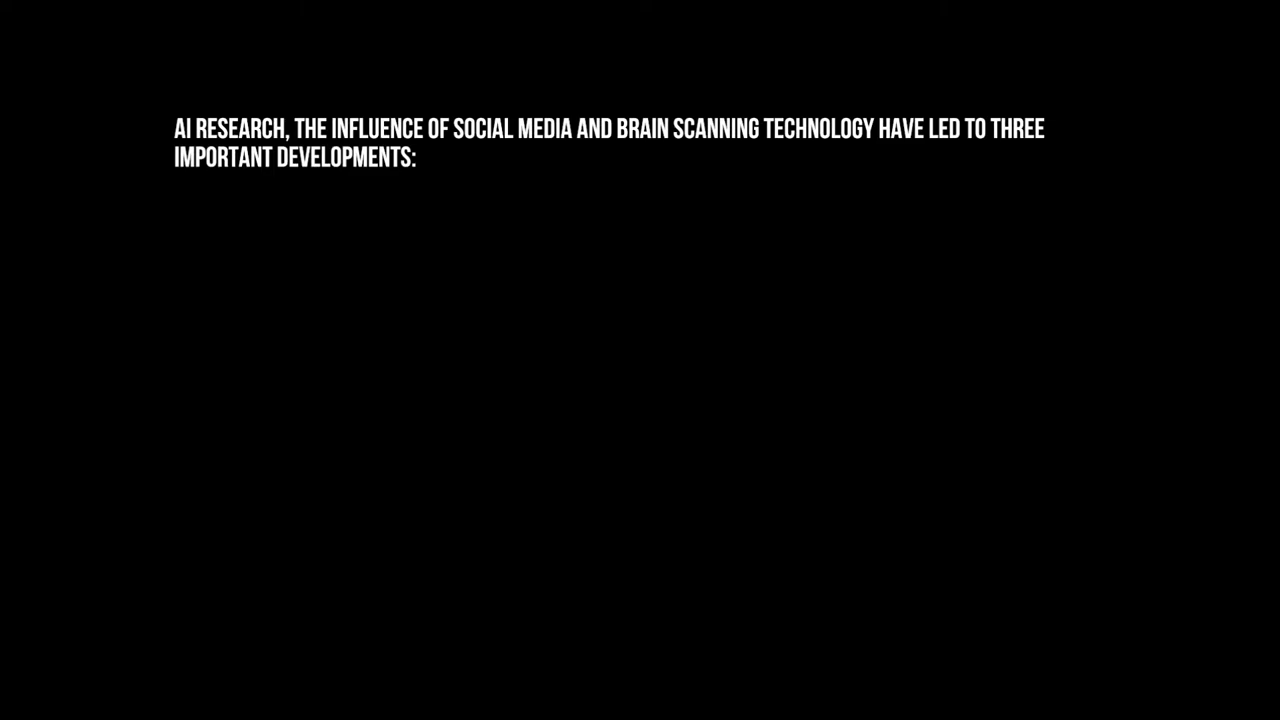 AI RESEARCH, THE INFLUENCE OF SOCIAL MEDIA AND BRAIN SCANNING TECHNOLOGY HAVE LED TO THREE
IMPORTANT DEVELOPMENTS: